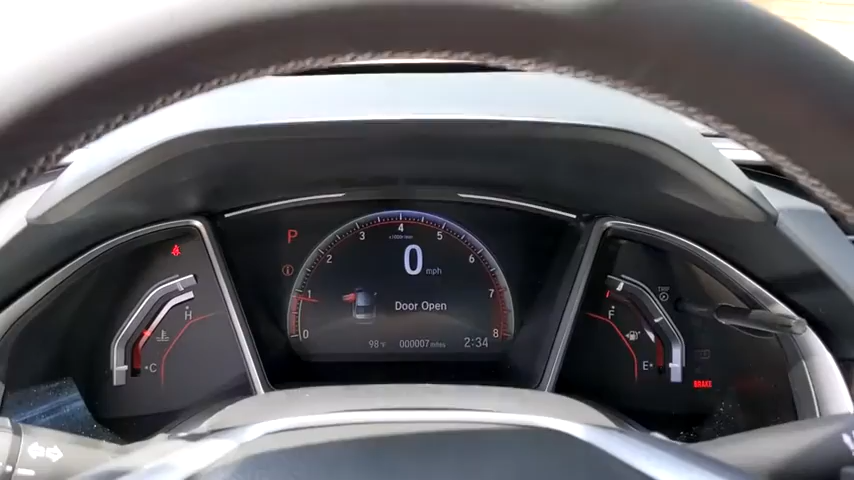 P
4
x1000r/min
3
5
2
6
0 mph
1
7
Door Open
0
8
98°F
000007 miles
2:34
H
C
TRIP
F
E
BRAKE